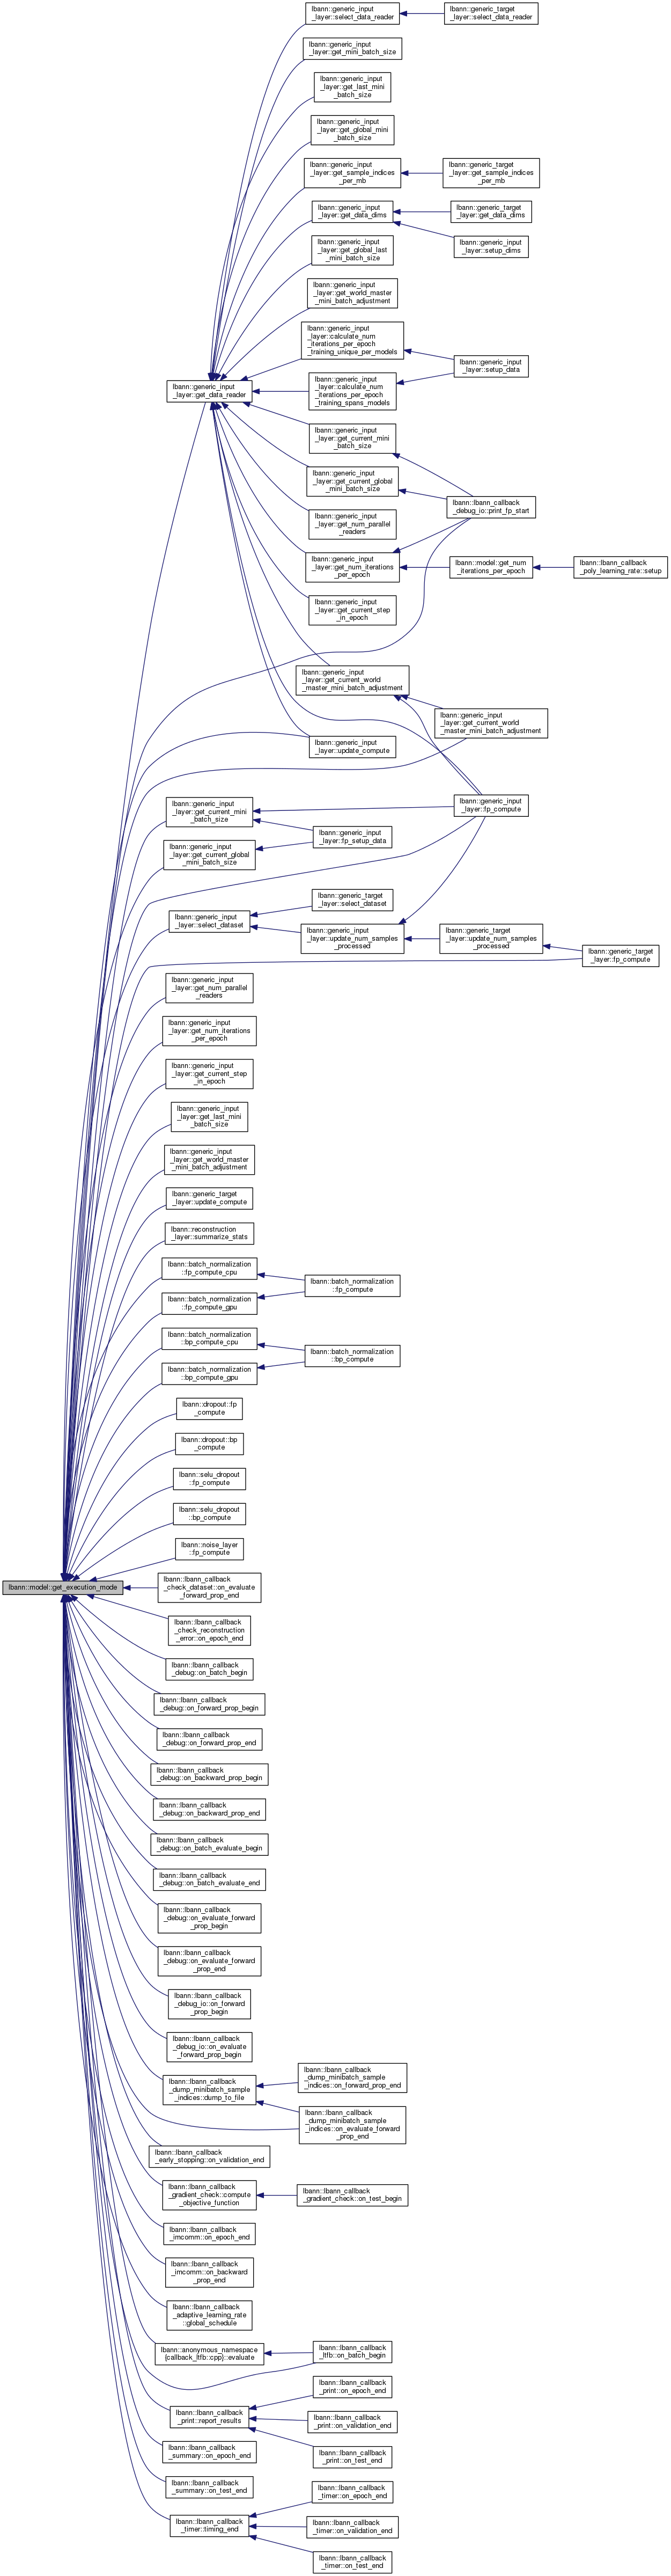 lbann::generic_input
_layer::select_data_reader
lbann::generic_target
_layer::select_data_reader
lbann::generic_input
_layer::get_mini_batch_size
lbann::generic_input
_layer::get_last_mini
_batch_size
lbann::generic_input
_layer::get_global_mini
_batch_size
lbann::generic_input
_layer::get_sample_indices
_per_mb
lbann::generic_target
_layer::get_sample_indices
_per_mb
lbann::generic_input
_layer::get_data_dims
lbann::generic_target
_layer::get_data_dims
lbann::generic_input
_layer::setup_dims
lbann::generic_input
_layer::get_global_last
_mini_batch_size
lbann::generic_input
_layer::get_world_master
_mini_batch_adjustment
lbann::generic_input
_layer::calculate_num
_iterations_per_epoch
_training_unique_per_models
lbann::generic_input
_layer::setup_data
lbann::generic_input
_layer::get_data_reader
lbann::generic_input
_layer::calculate_num
_iterations_per_epoch
_training_spans_models
lbann::generic_input
_layer::get_current_mini
_batch_size
lbann::generic_input
_layer::get_current_global
_mini_batch_size
lbann::lbann_callback
_debug_io::print_fp_start
lbann::generic_input
_layer::get_num_parallel
_readers
lbann::generic_input
_layer::get_num_iterations
_per_epoch
lbann::model::get_num
_iterations_per_epoch
lbann::lbann_callback
_poly_learning_rate::setup
lbann::generic_input
_layer::get_current_step
_in_epoch
lbann::generic_input
_layer::get_current_world
_master_mini_batch_adjustment
lbann::generic_input
_layer::get_current_world
_master_mini_batch_adjustment
lbann::generic_input
_layer::update_compute
lbann::generic_input
_layer::get_current_mini
_batch_size
lbann::generic_input
_layer::fp_compute
lbann::generic_input
_layer::fp_setup_data
lbann::generic_input
_layer::get_current_global
_mini_batch_size
lbann::generic_target
_layer::select_dataset
lbann::generic_input
_layer::select_dataset
lbann::generic_input
_layer::update_num_samples
_processed
lbann::generic_target
_layer::update_num_samples
_processed
lbann::generic_target
_layer::fp_compute
lbann::generic_input
_layer::get_num_parallel
_readers
lbann::generic_input
_layer::get_num_iterations
_per_epoch
lbann::generic_input
_layer::get_current_step
_in_epoch
lbann::generic_input
_layer::get_last_mini
_batch_size
lbann::generic_input
_layer::get_world_master
_mini_batch_adjustment
lbann::generic_target
_layer::update_compute
lbann::reconstruction
_layer::summarize_stats
lbann::batch_normalization
::fp_compute_cpu
lbann::batch_normalization
::fp_compute
lbann::batch_normalization
::fp_compute_gpu
lbann::batch_normalization
::bp_compute_cpu
lbann::batch_normalization
::bp_compute
lbann::batch_normalization
::bp_compute_gpu
lbann::dropout::fp
_compute
lbann::dropout::bp
_compute
lbann::selu_dropout
::fp_compute
lbann::selu_dropout
::bp_compute
lbann::noise_layer
::fp_compute
lbann::model::get_execution_mode
lbann::lbann_callback
_check_dataset::on_evaluate
_forward_prop_end
lbann::lbann_callback
_check_reconstruction
_error::on_epoch_end
lbann::lbann_callback
_debug::on_batch_begin
lbann::lbann_callback
_debug::on_forward_prop_begin
lbann::lbann_callback
_debug::on_forward_prop_end
lbann::lbann_callback
_debug::on_backward_prop_begin
lbann::lbann_callback
_debug::on_backward_prop_end
lbann::lbann_callback
_debug::on_batch_evaluate_begin
lbann::lbann_callback
_debug::on_batch_evaluate_end
lbann::lbann_callback
_debug::on_evaluate_forward
_prop_begin
lbann::lbann_callback
_debug::on_evaluate_forward
_prop_end
lbann::lbann_callback
_debug_io::on_forward
_prop_begin
lbann::lbann_callback
_debug_io::on_evaluate
_forward_prop_begin
lbann::lbann_callback
_dump_minibatch_sample
_indices::dump_to_file
lbann::lbann_callback
_dump_minibatch_sample
_indices::on_forward_prop_end
lbann::lbann_callback
_dump_minibatch_sample
_indices::on_evaluate_forward
_prop_end
lbann::lbann_callback
_early_stopping::on_validation_end
lbann::lbann_callback
_gradient_check::compute
_objective_function
lbann::lbann_callback
_gradient_check::on_test_begin
lbann::lbann_callback
_imcomm::on_epoch_end
lbann::lbann_callback
_imcomm::on_backward
_prop_end
lbann::lbann_callback
_adaptive_learning_rate
::global_schedule
lbann::anonymous_namespace
{callback_ltfb::cpp}::evaluate
lbann::lbann_callback
_ltfb::on_batch_begin
lbann::lbann_callback
_print::report_results
lbann::lbann_callback
_print::on_epoch_end
lbann::lbann_callback
_print::on_validation_end
lbann::lbann_callback
_print::on_test_end
lbann::lbann_callback
_summary::on_epoch_end
lbann::lbann_callback
_summary::on_test_end
lbann::lbann_callback
_timer::timing_end
lbann::lbann_callback
_timer::on_epoch_end
lbann::lbann_callback
_timer::on_validation_end
lbann::lbann_callback
_timer::on_test_end